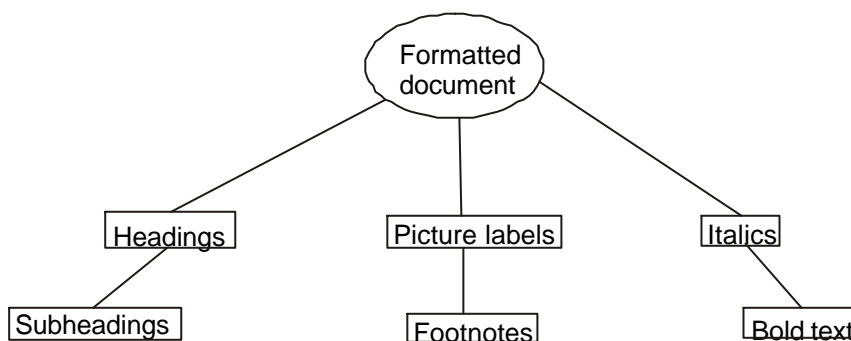 Formatted
document
Headings
Picture labels
Italics
Subheadings
Footnotes
Bold text